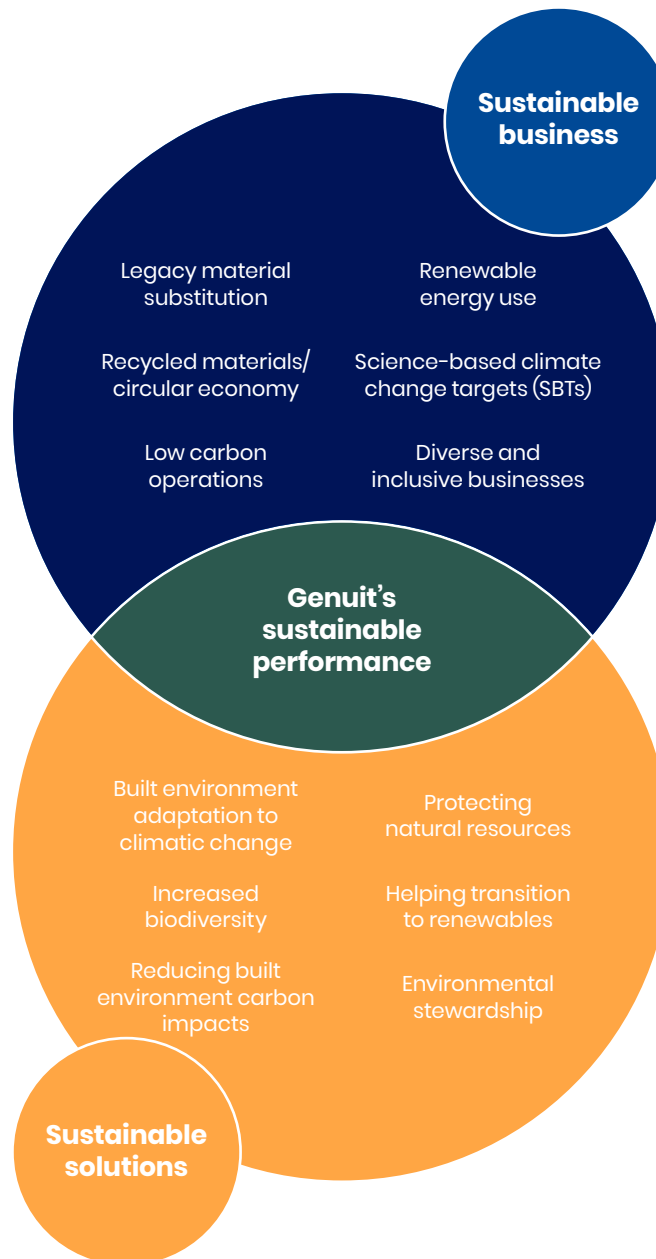 Sustainable
business
Legacy material
substitution
Renewable
energy use
Recycled materials/
circular economy
Science-based climate
change targets (SBTs)
Low carbon
operations
Diverse and
inclusive businesses
Genuit’s
sustainable
performance
Built environment
adaptation to
climatic change
Protecting
natural resources
Increased
biodiversity
Helping transition
to renewables
Reducing built
environment carbon
impacts
Environmental
stewardship
Sustainable
solutions